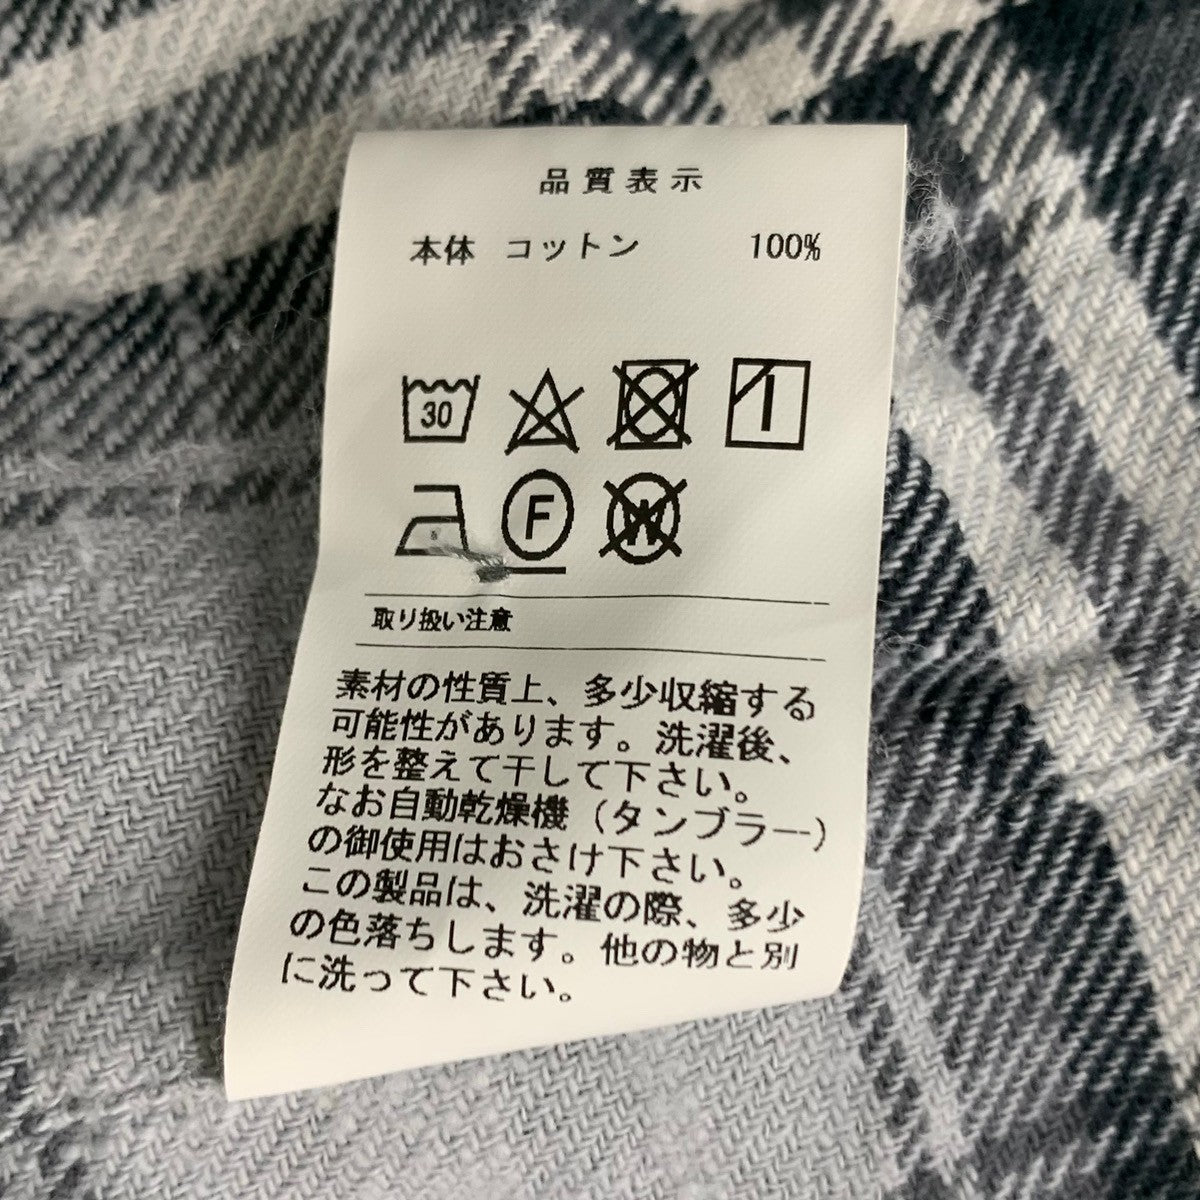 品質表示
本体 コットン 100%
30
F
W
取り扱い注意
素材の性質上、多少収縮する
可能性があります。洗濯後、
形を整えて干して下さい。
なお自動乾燥機（タンブラー）
の御使用はおさけ下さい。
この製品は、洗濯の際、多少
の色落ちします。他の物と別
に洗って下さい。